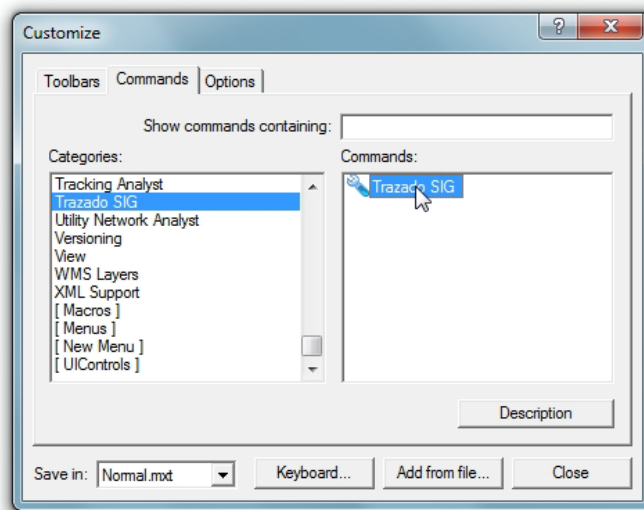 Customize
Toolbars Commands Options
Show commands containing:
Categories: Commands:
Tracking Analyst
Trazado SIG
Utility Network Analyst
Versioning
View
WMS Layers
XML Support
[ Macros ]
[ Menus ]
[ New Menu ]
[ UIControls ]
Trazado SIG
Description
Save in: Normal.mxt Keyboard... Add from file... Close